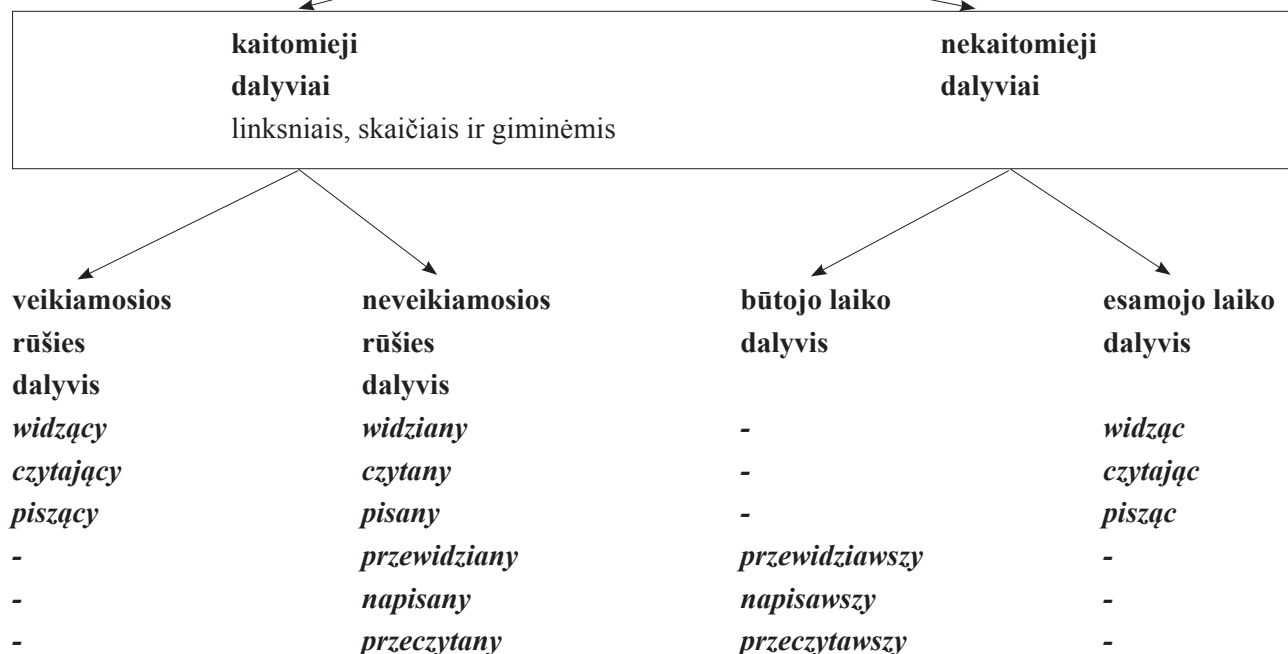 kaitomieji nekaitomieji
dalyviai dalyviai
linksniais, skaičiais ir giminėmis
veikiamosios neveikiamosios būtojo laiko esamojo laiko
rūšies rūšies dalyvis dalyvis
dalyvis dalyvis
widzący widziany - widząc
czytający czytany - czytając
piszący pisany - pisząc
- przewidziany przewidziawszy -
- napisany napisawszy -
- przeczytany przeczytawszy -